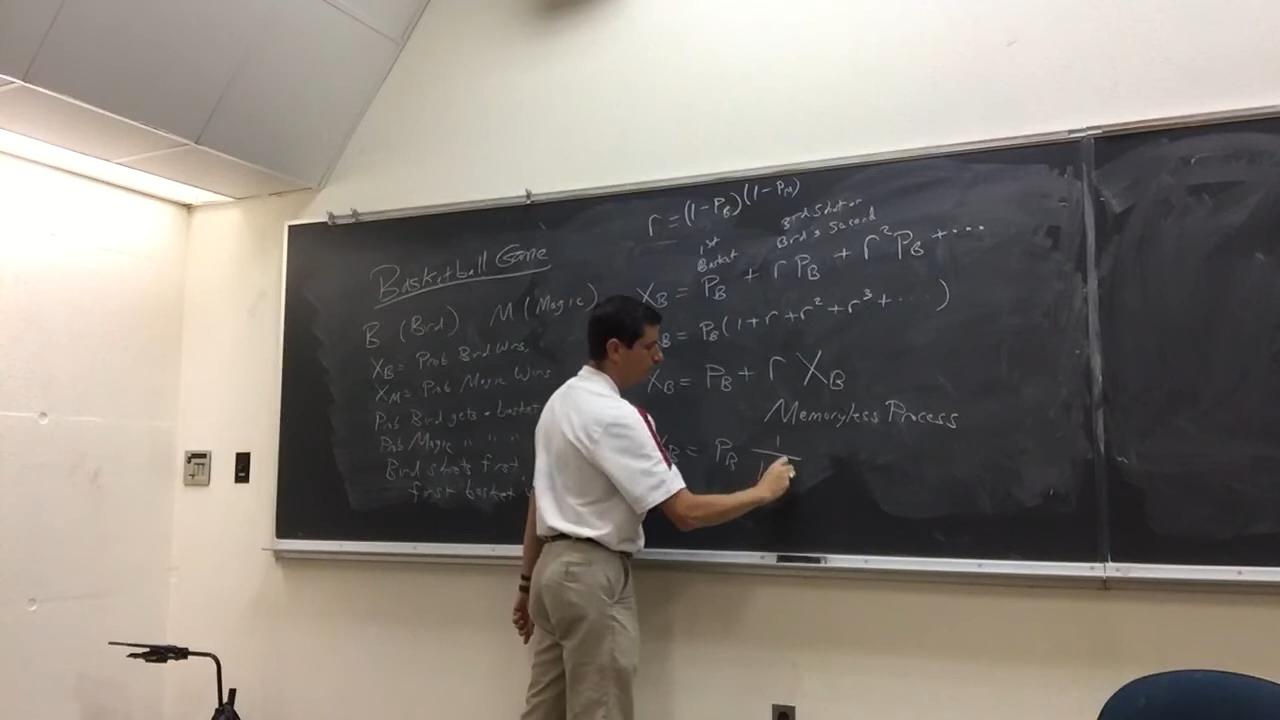 Basketball Game
B (Bird) M (Magic)
X_B = Prob Bird Wins
X_M = Prob Magic Wins
Prob Bird gets a basket
Prob Magic " " "
Bird shoots first
first basket
r = (1-P_B)(1-P_M)
1st Basket
3rd Shot or
Bird's Second
X_B = P_B + r P_B + r² P_B + ...
B = P_B (1 + r + r² + r³ + ....)
X_B = P_B + r X_B
Memoryless Process
B = P_B 1